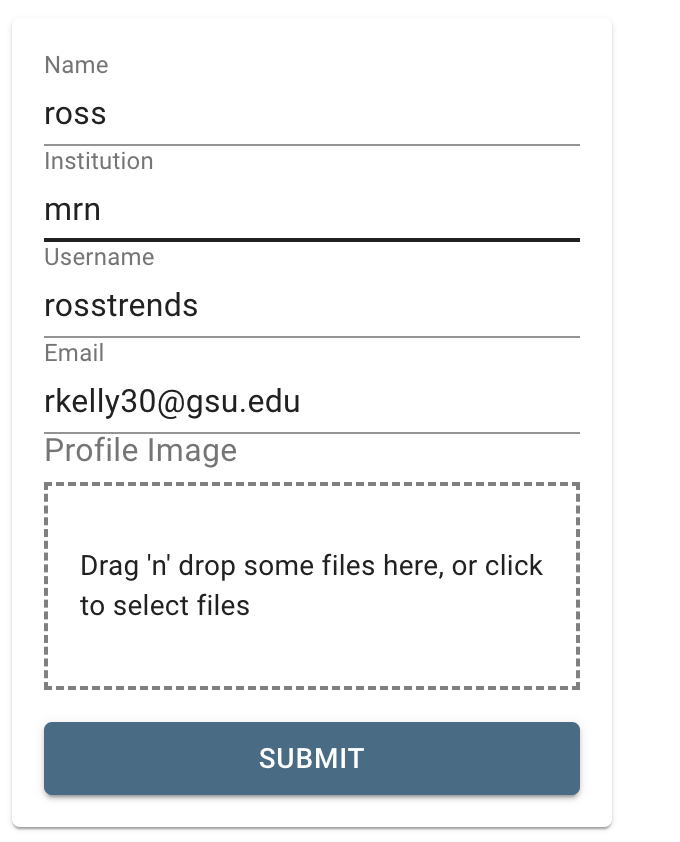 Name
ross
Institution
mrn
Username
rosstrends
Email
rkelly30@gsu.edu
Profile Image
Drag 'n' drop some files here, or click
to select files
SUBMIT